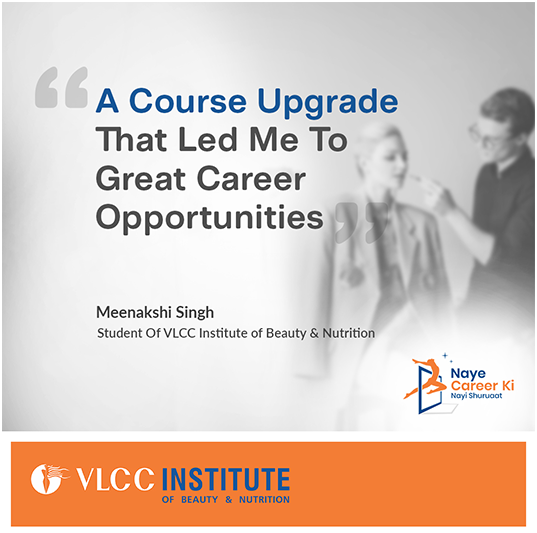 “A Course Upgrade
That Led Me To
Great Career
Opportunities”
Meenakshi Singh
Student Of VLCC Institute of Beauty & Nutrition
Naye
Career Ki
Nayi Shuruaat
VLCC INSTITUTE
OF BEAUTY & NUTRITION